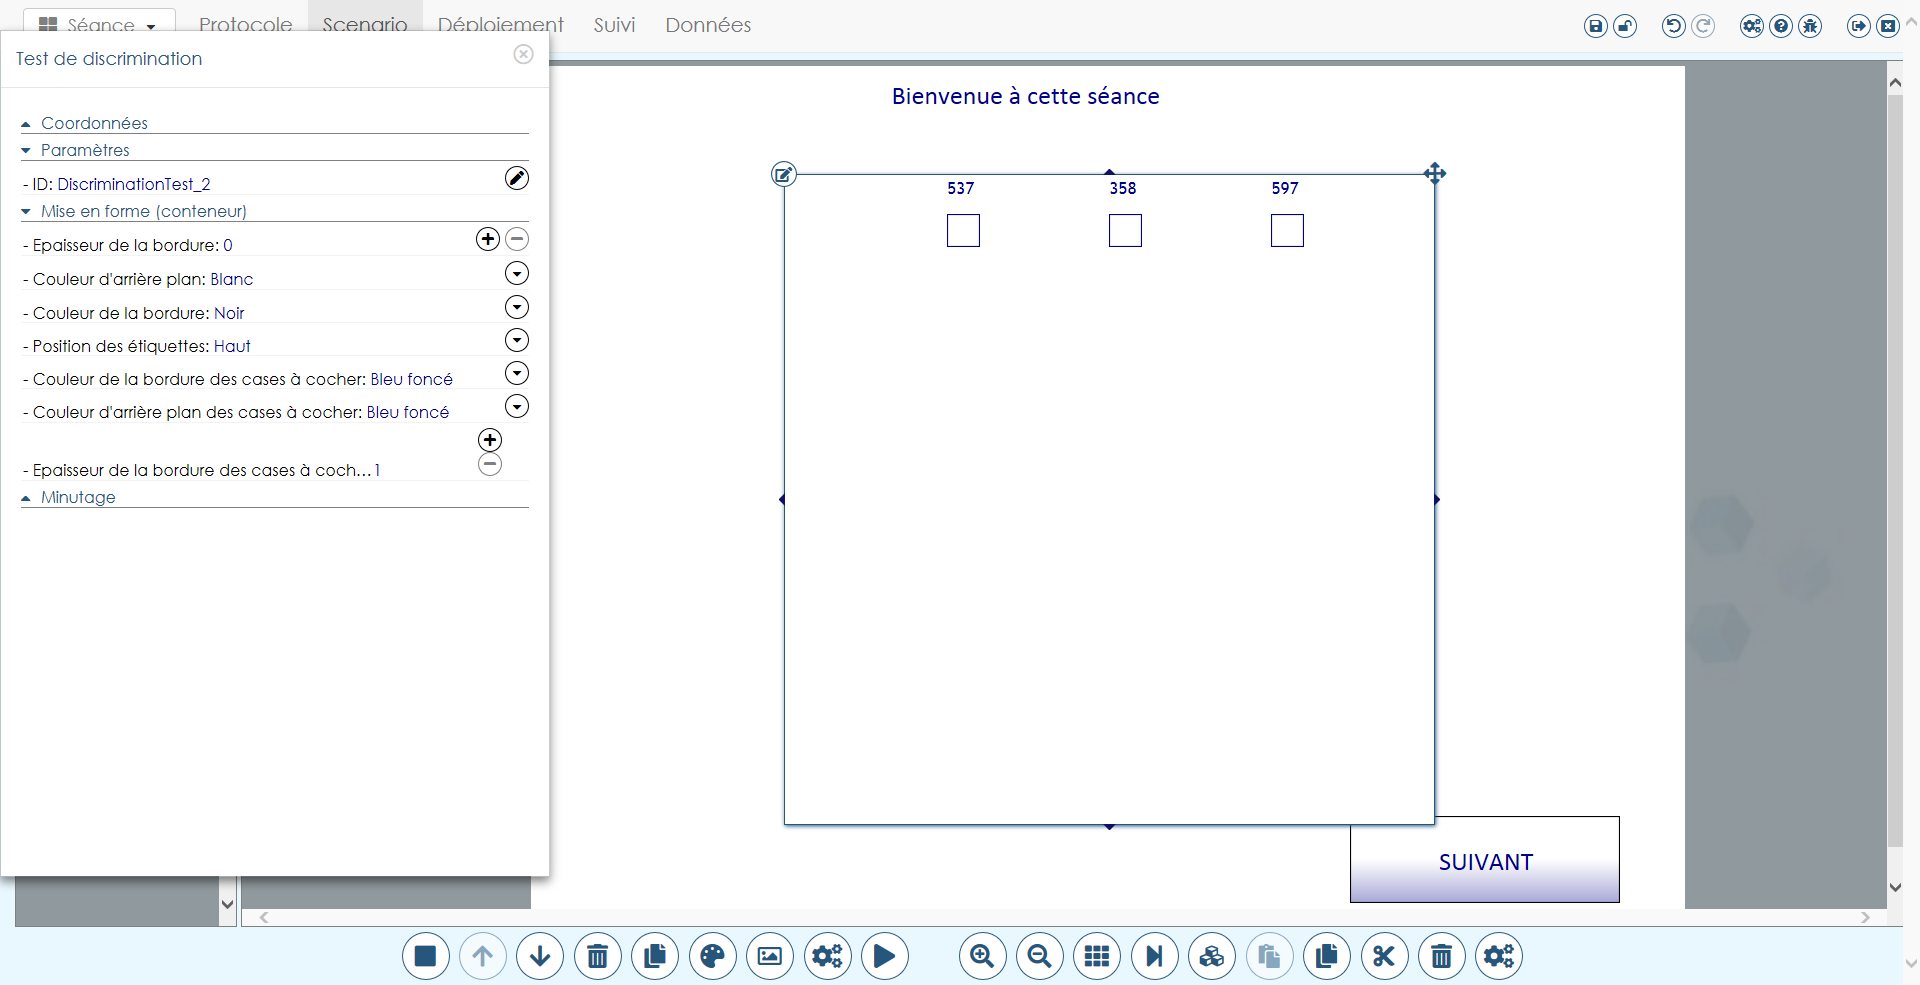 Séance Protocole Scenario Déploiement Suivi Données
Test de discrimination
Coordonnées
Paramètres
- ID: DiscriminationTest_2
Mise en forme (conteneur)
- Epaisseur de la bordure: 0
- Couleur d'arrière plan: Blanc
- Couleur de la bordure: Noir
- Position des étiquettes: Haut
- Couleur de la bordure des cases à cocher: Bleu foncé
- Couleur d'arrière plan des cases à cocher: Bleu foncé
- Epaisseur de la bordure des cases à coch...1
Minutage
Bienvenue à cette séance
537 358 597
SUIVANT